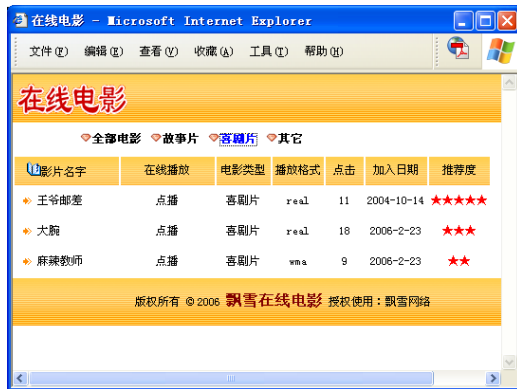 在线电影 - Microsoft Internet Explorer
文件(F) 编辑(E) 查看(V) 收藏(A) 工具(T) 帮助(H)
在线电影
全部电影 故事片 喜剧片 其它
影片名字 在线播放 电影类型 播放格式 点击 加入日期 推荐度
王爷邮差 点播 喜剧片 real 11 2004-10-14 ★★★★★
大腕 点播 喜剧片 real 18 2006-2-23 ★★★
麻辣教师 点播 喜剧片 wma 9 2006-2-23 ★★
版权所有 ©2006 飘雪在线电影 授权使用：飘雪网络